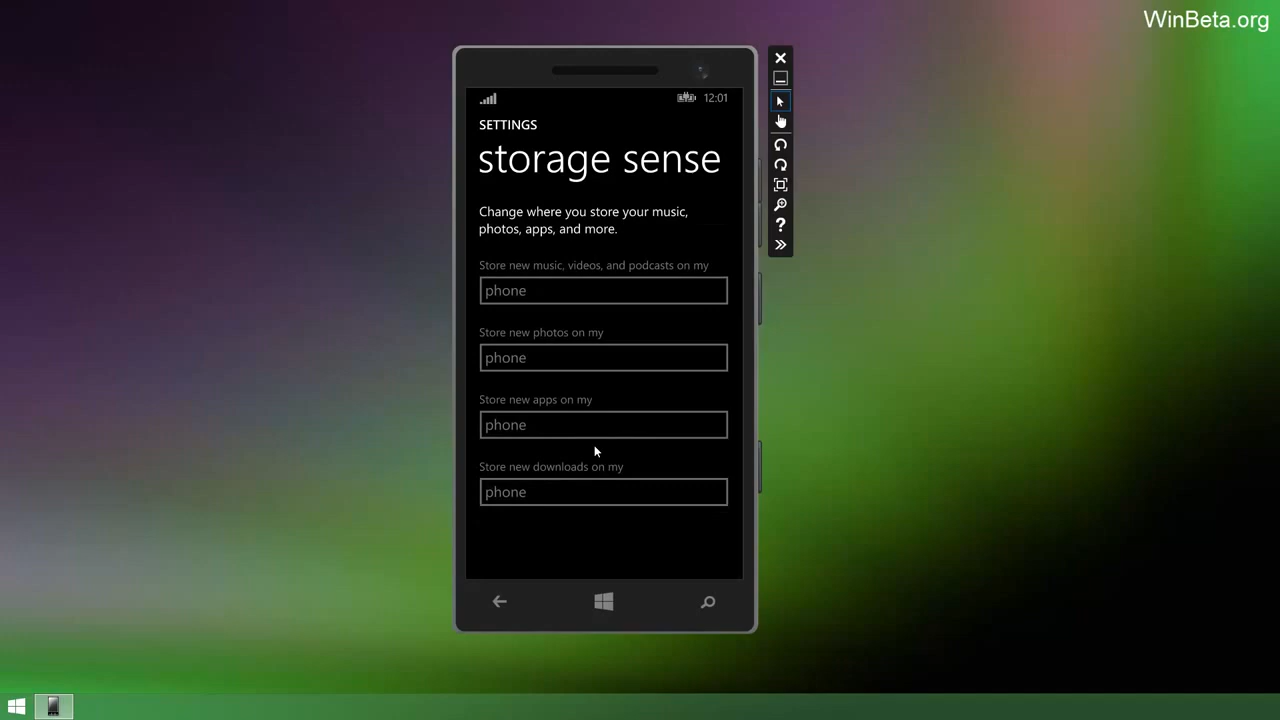 WinBeta.org
12:01
SETTINGS
storage sense
Change where you store your music,
photos, apps, and more.
Store new music, videos, and podcasts on my
phone
Store new photos on my
phone
Store new apps on my
phone
Store new downloads on my
phone
?